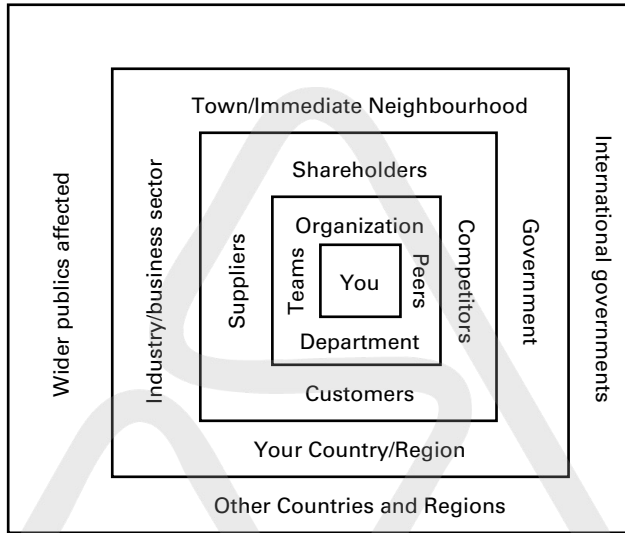 Town/Immediate Neighbourhood
Shareholders
Organization
Wider publics affected
Industry/business sector
Suppliers
Teams
You
Peers
Competitors
Government
International governments
Department
Customers
Your Country/Region
Other Countries and Regions